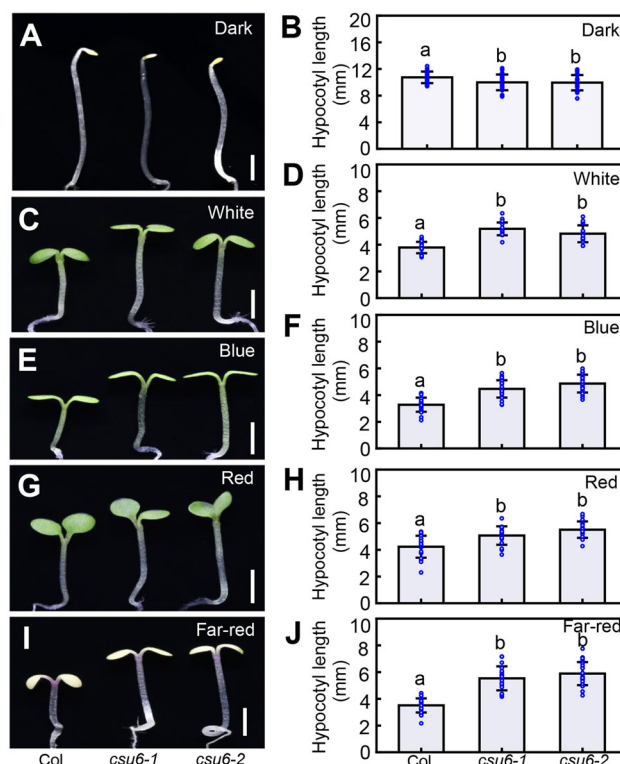 A
Dark
B
Dark
Hypocotyl length
(mm)
20
16
12
8
4
0
a
b
b
C
White
D
White
Hypocotyl length
(mm)
10
8
6
4
2
0
a
b
b
E
Blue
F
Blue
Hypocotyl length
(mm)
10
8
6
4
2
0
a
b
b
G
Red
H
Red
Hypocotyl length
(mm)
10
8
6
4
2
0
a
b
b
I
Far-red
J
Far-red
Hypocotyl length
(mm)
10
8
6
4
2
0
a
b
b
Col csu6-1 csu6-2
Col csu6-1 csu6-2